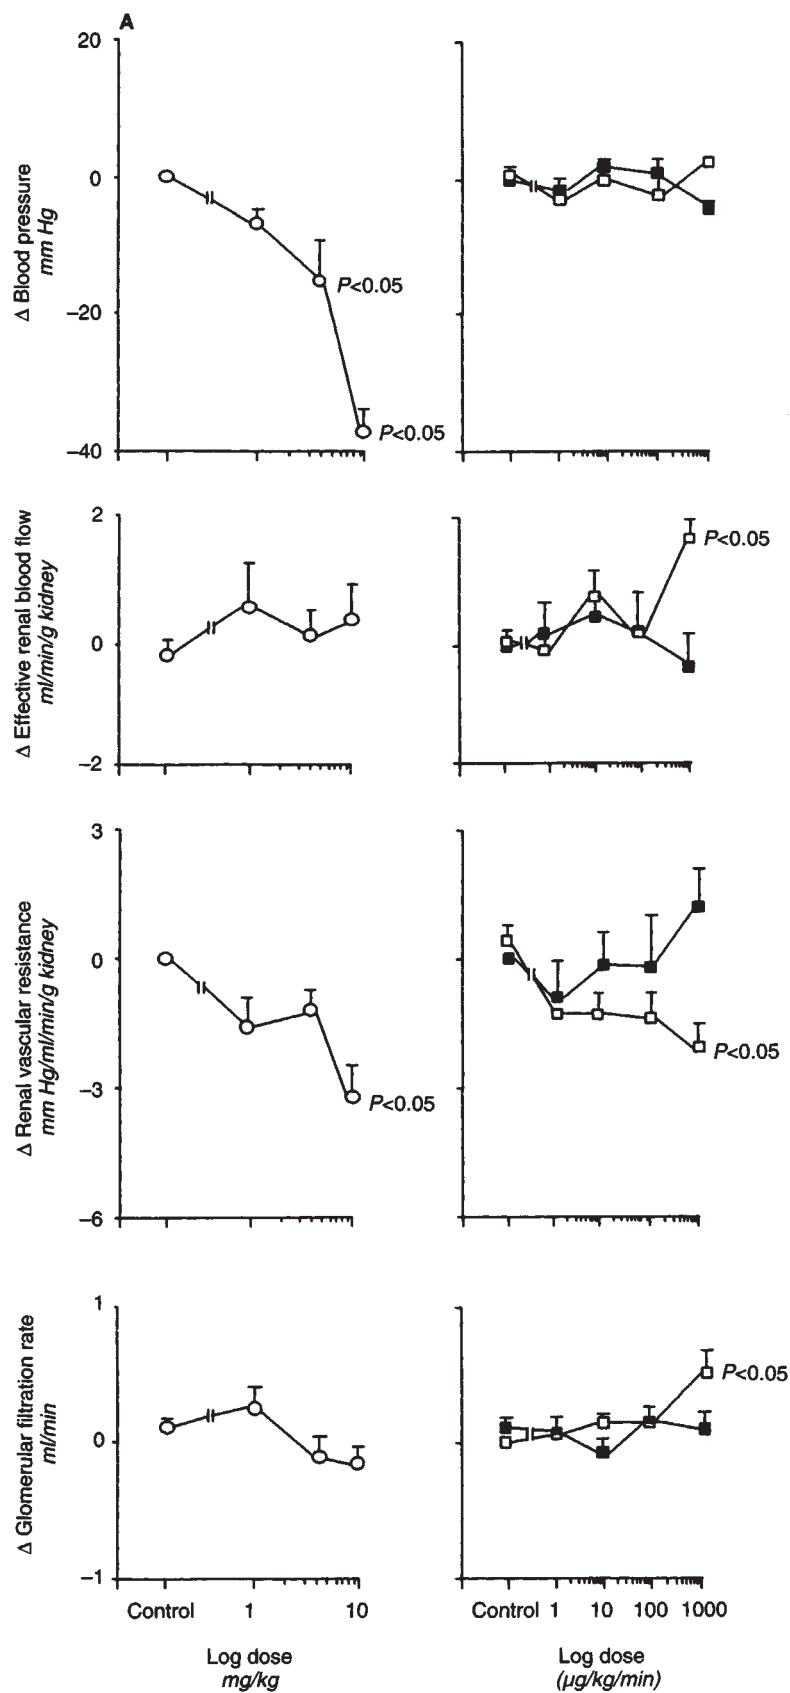 A
20
0
−20
−40
Δ Blood pressure
mm Hg
P<0.05
P<0.05
2
0
−2
Δ Effective renal blood flow
ml/min/g kidney
P<0.05
3
0
−3
−6
Δ Renal vascular resistance
mm Hg/ml/min/g kidney
P<0.05
P<0.05
1
0
−1
Δ Glomerular filtration rate
ml/min
P<0.05
Control 1 10
Control 1 10 100 1000
Log dose
mg/kg
Log dose
(µg/kg/min)